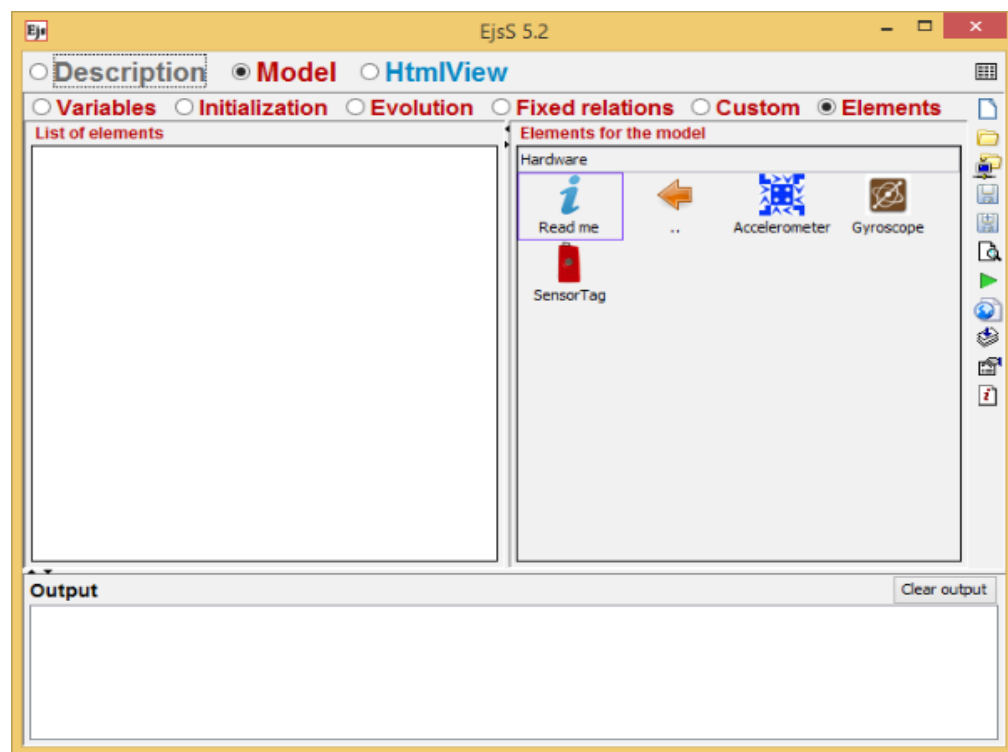 Ejs EjsS 5.2
Description Model HtmlView
Variables Initialization Evolution Fixed relations Custom Elements
List of elements
Elements for the model
Hardware
Read me .. Accelerometer Gyroscope
SensorTag
Output Clear output